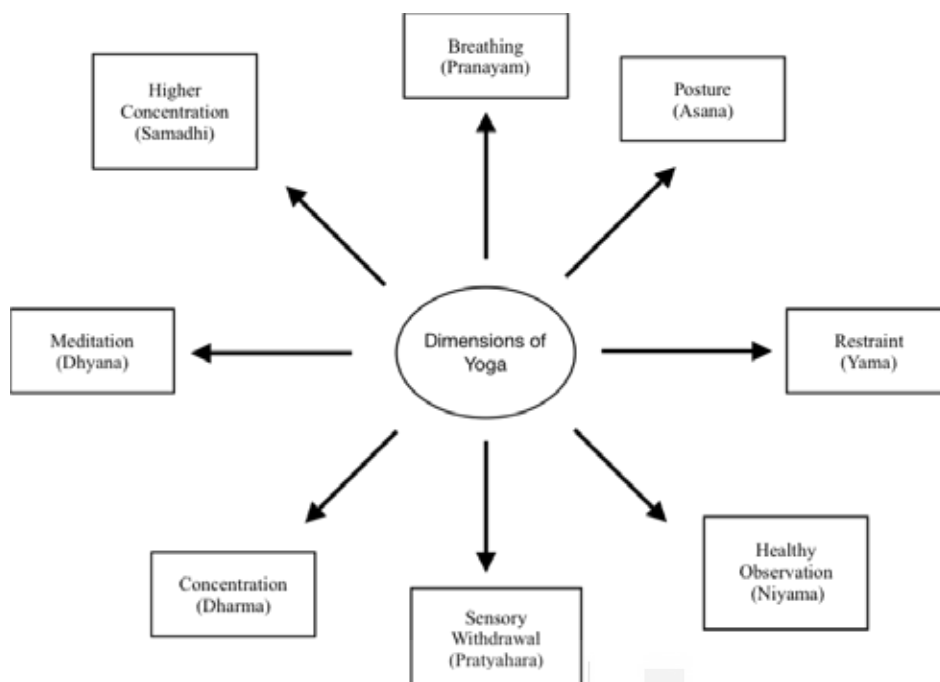 Breathing
(Pranayam)
Posture
(Asana)
Higher
Concentration
(Samadhi)
Dimensions of
Yoga
Meditation
(Dhyana)
Restraint
(Yama)
Concentration
(Dharma)
Healthy
Observation
(Niyama)
Sensory
Withdrawal
(Pratyahara)